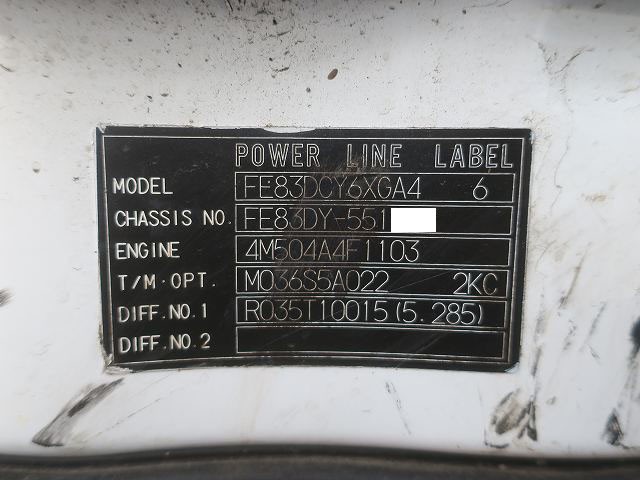 POWER LINE LABEL
MODEL FE83DCY6XGA4 6
CHASSIS NO. FE83DY-551
ENGINE 4M504A4F1103
T/M·OPT. M036S5A022 2KC
DIFF.NO.1 R035T10015(5.285)
DIFF.NO.2